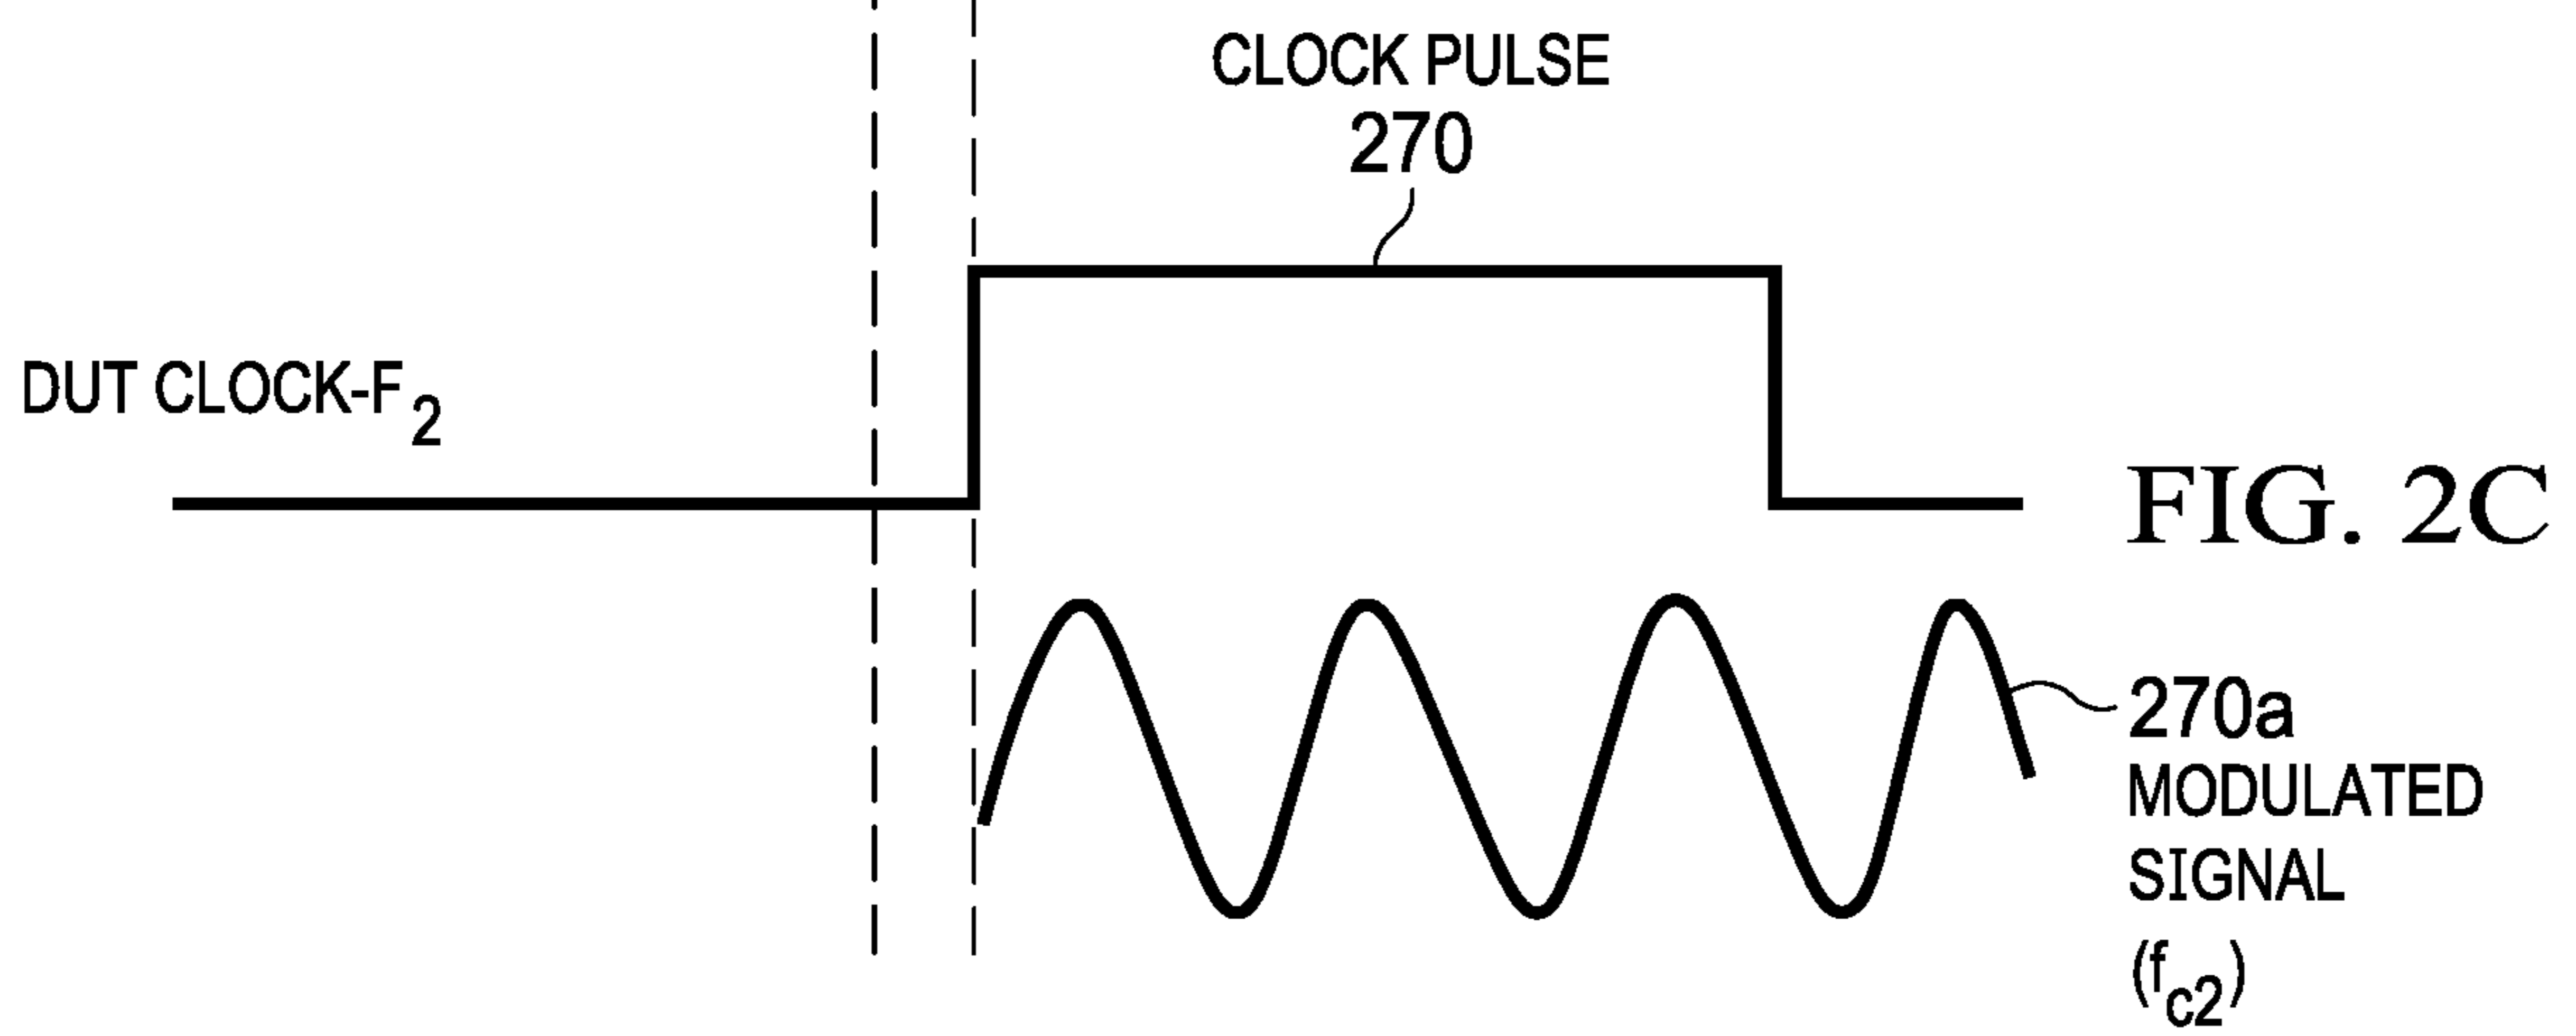 CLOCK PULSE
270
DUT CLOCK-F2
FIG. 2C
270a
MODULATED
SIGNAL
(fc2)